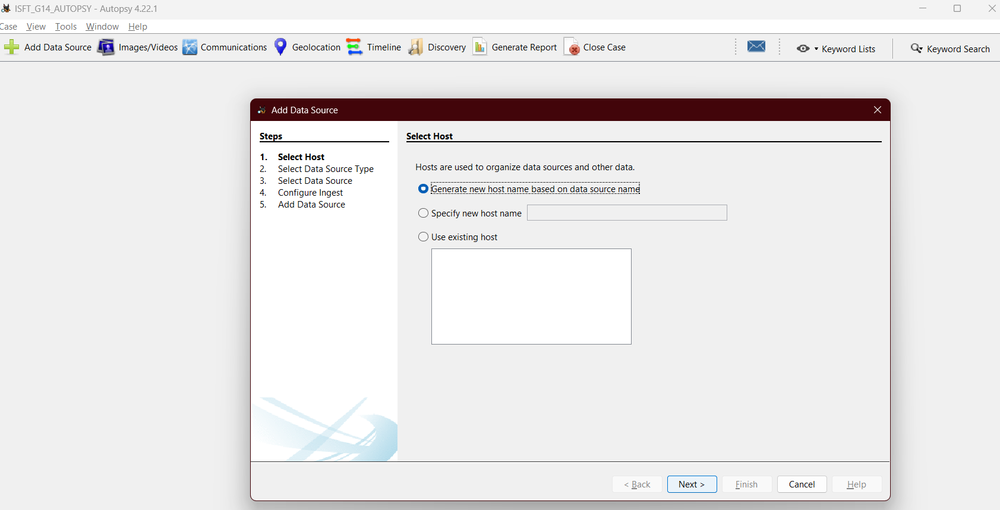 ISFT_G14_AUTOPSY - Autopsy 4.22.1
Case View Tools Window Help
Add Data Source Images/Videos Communications Geolocation Timeline Discovery Generate Report Close Case Keyword Lists Keyword Search
Add Data Source
Steps
1. Select Host
2. Select Data Source Type
3. Select Data Source
4. Configure Ingest
5. Add Data Source
Select Host
Hosts are used to organize data sources and other data.
Generate new host name based on data source name
Specify new host name
Use existing host
< Back Next > Finish Cancel Help